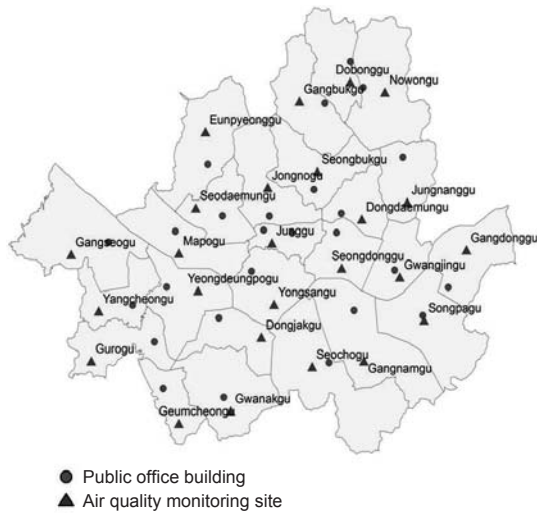 Dobonggu
Nowongu
Gangbukgu
Eunpyeonggu
Seongbukgu
Jongnogu
Jungnanggu
Seodaemungu
Dongdaemungu
Junggu
Mapogu
Gangseogu
Gangdonggu
Seongdonggu
Gwangjingu
Yeongdeungpogu
Yongsangu
Songpagu
Yangcheongu
Dongjakgu
Gurogu
Seochogu
Gangnamgu
Gwanakgu
Geumcheongu
Public office building
Air quality monitoring site